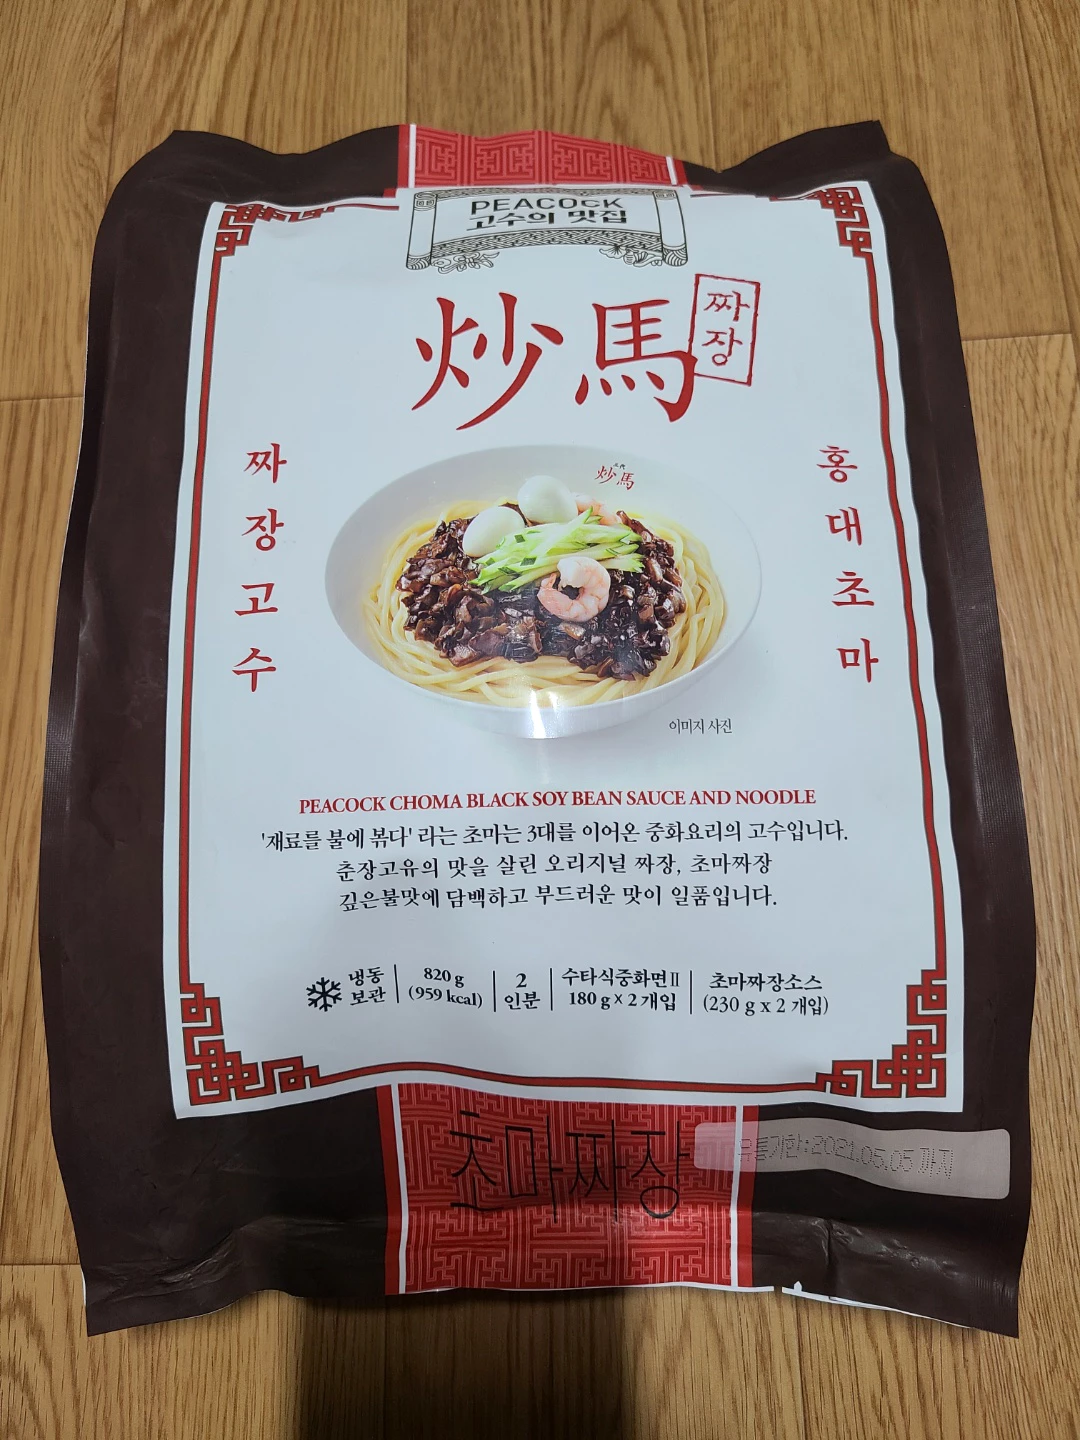 PEACOCK
고수의 맛집
炒馬
짜장
짜장고수
홍대초마
炒馬
이미지 사진
PEACOCK CHOMA BLACK SOY BEAN SAUCE AND NOODLE
'재료를 불에 볶다' 라는 초마는 3대를 이어온 중화요리의 고수입니다.
춘장고유의 맛을 살린 오리지널 짜장, 초마짜장
깊은불맛에 담백하고 부드러운 맛이 일품입니다.
냉동
보관
820 g
(959 kcal)
2
인분
수타식중화면Ⅱ
180 g x 2 개입
초마짜장소스
(230 g x 2 개입)
초마짜장
유통기한:2021.05.05 까지